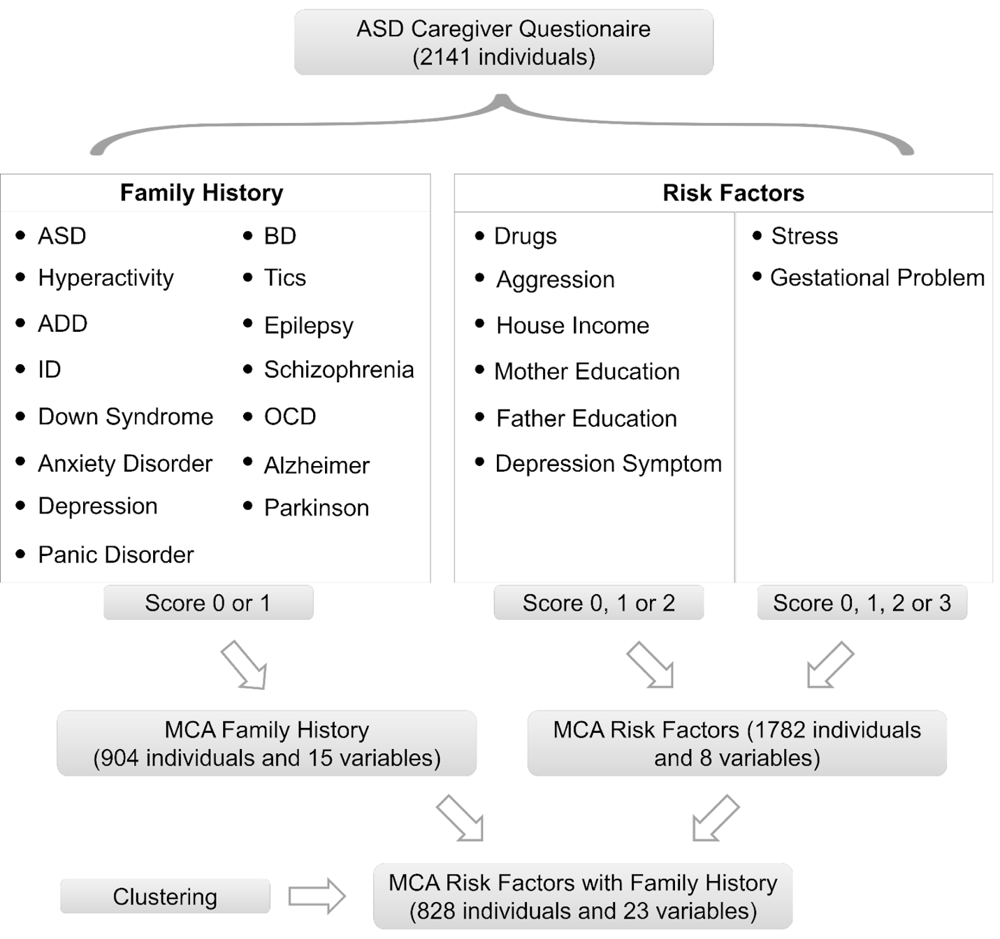 ASD Caregiver Questionaire
(2141 individuals)
Family History
ASD
Hyperactivity
ADD
ID
Down Syndrome
Anxiety Disorder
Depression
Panic Disorder
BD
Tics
Epilepsy
Schizophrenia
OCD
Alzheimer
Parkinson
Risk Factors
Drugs
Aggression
House Income
Mother Education
Father Education
Depression Symptom
Stress
Gestational Problem
Score 0 or 1
Score 0, 1 or 2
Score 0, 1, 2 or 3
MCA Family History
(904 individuals and 15 variables)
MCA Risk Factors (1782 individuals
and 8 variables)
Clustering
MCA Risk Factors with Family History
(828 individuals and 23 variables)